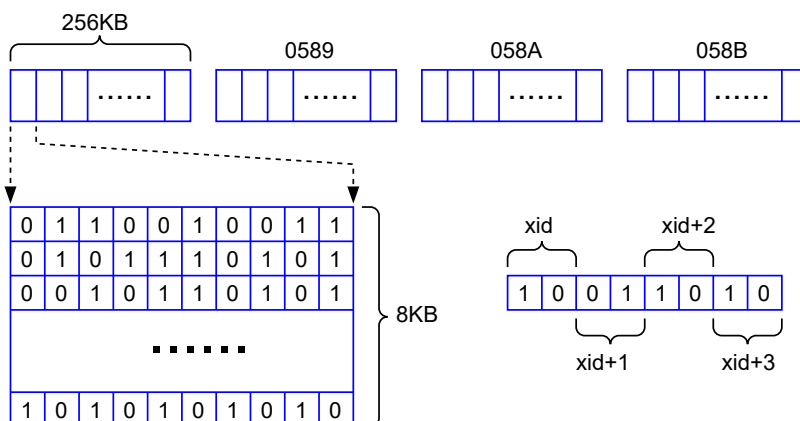 256KB
0589
058A
058B
......
......
......
......
0 1 1 0 0 1 0 0 1 1
0 1 0 1 1 1 0 1 0 1
0 0 1 0 1 1 0 1 0 1
......
1 0 1 0 1 0 1 0 1 0
8KB
xid
xid+2
1 0 0 1 1 0 1 0
xid+1
xid+3